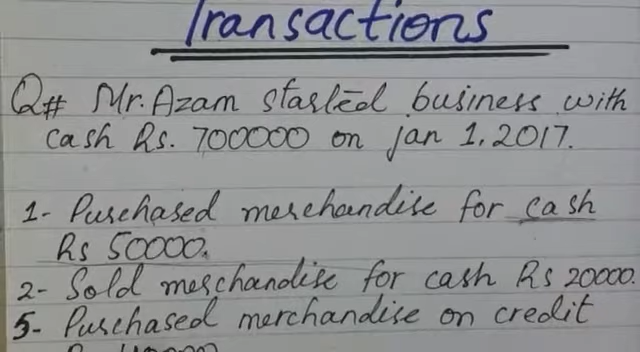 Transactions
Q# Mr. Azam started business with
cash Rs. 700000 on jan 1, 2017.
1- Purchased merchandise for cash
Rs 50000.
2- Sold merchandise for cash Rs 20000.
5- Purchased merchandise on credit